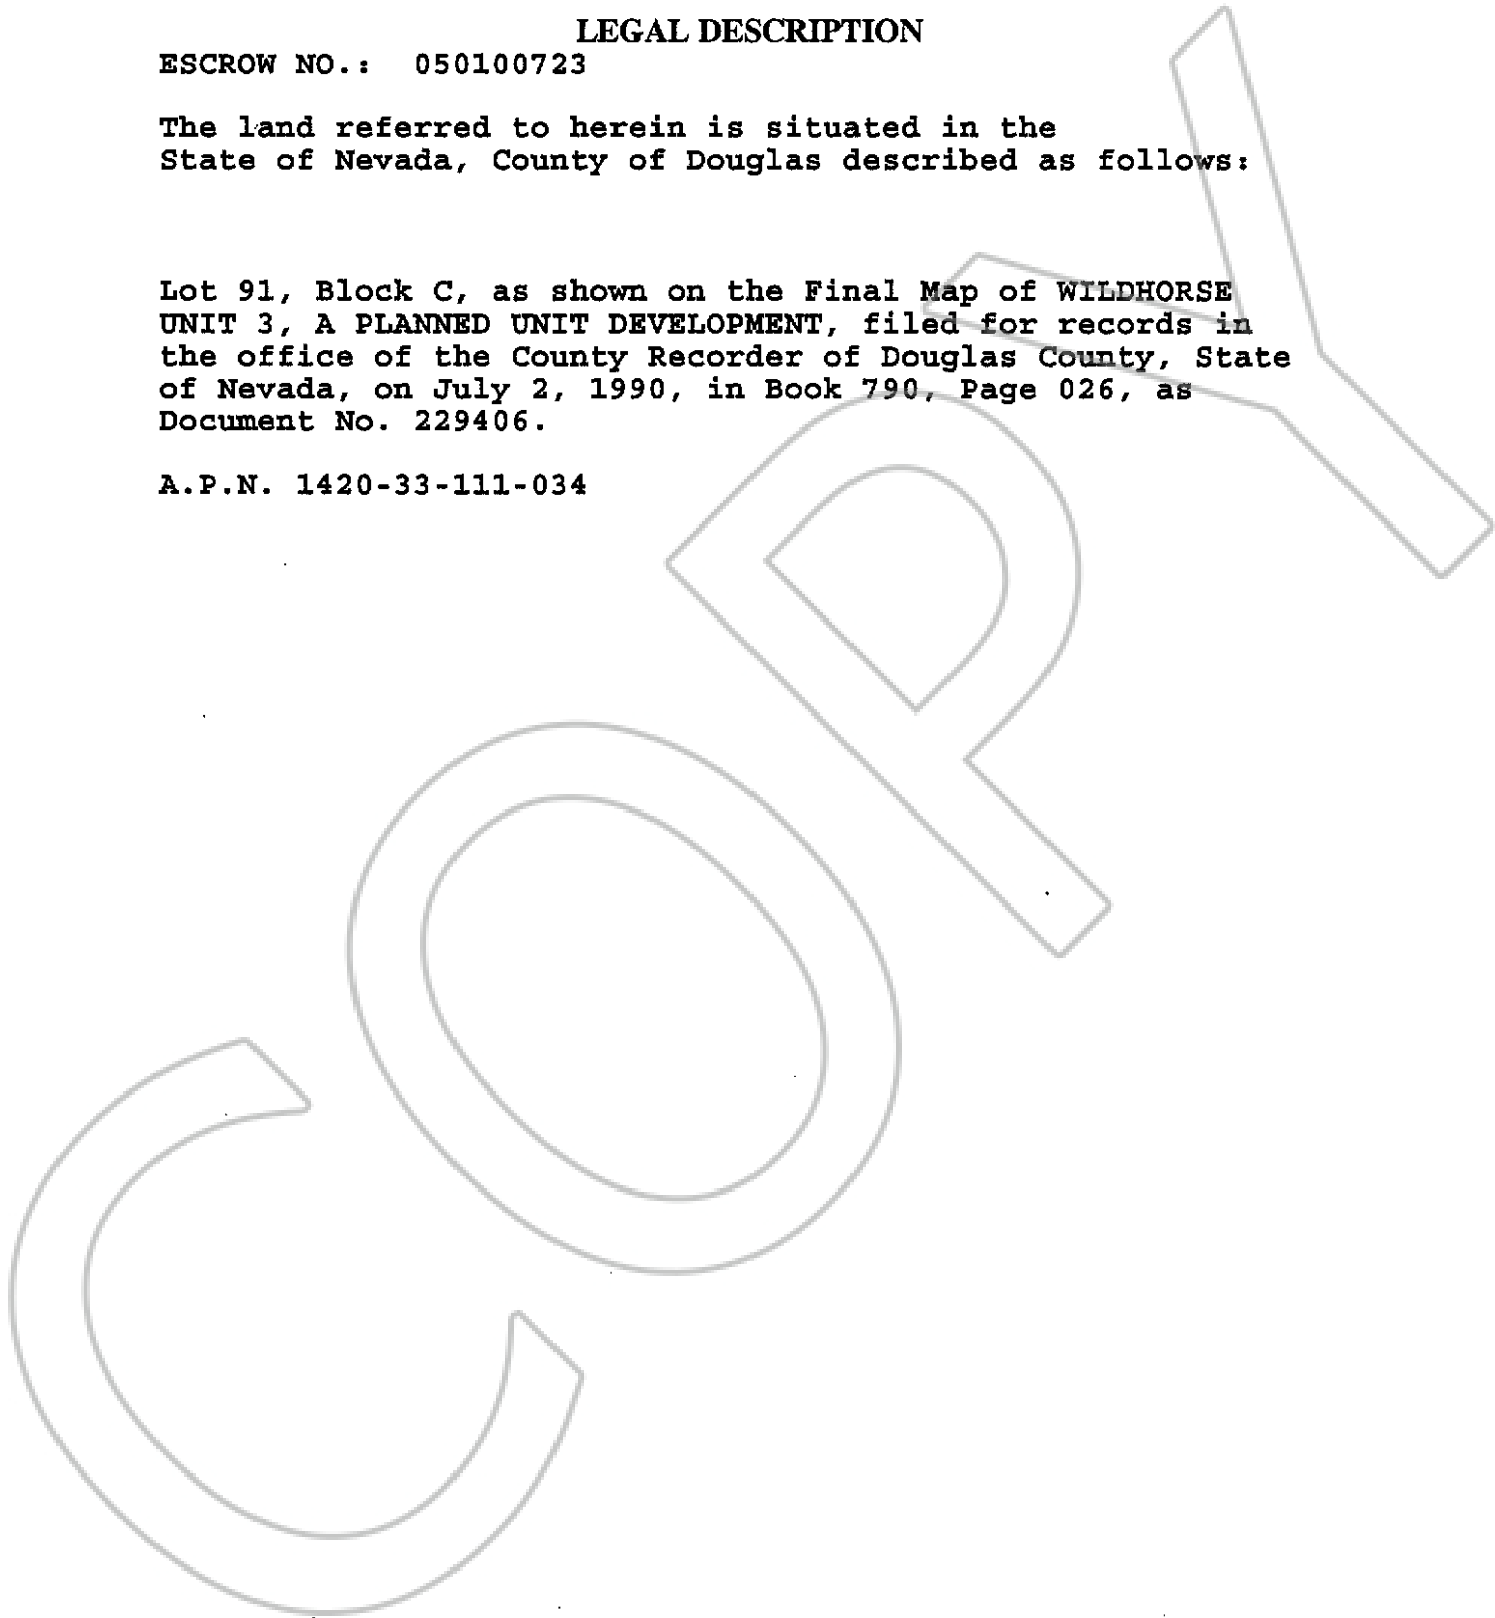 LEGAL DESCRIPTION
ESCROW NO.: 050100723
The land referred to herein is situated in the
State of Nevada, County of Douglas described as follows:
Lot 91, Block C, as shown on the Final Map of WILDHORSE
UNIT 3, A PLANNED UNIT DEVELOPMENT, filed for records in
the office of the County Recorder of Douglas County, State
of Nevada, on July 2, 1990, in Book 790, Page 026, as
Document No. 229406.
A.P.N. 1420-33-111-034
COPY